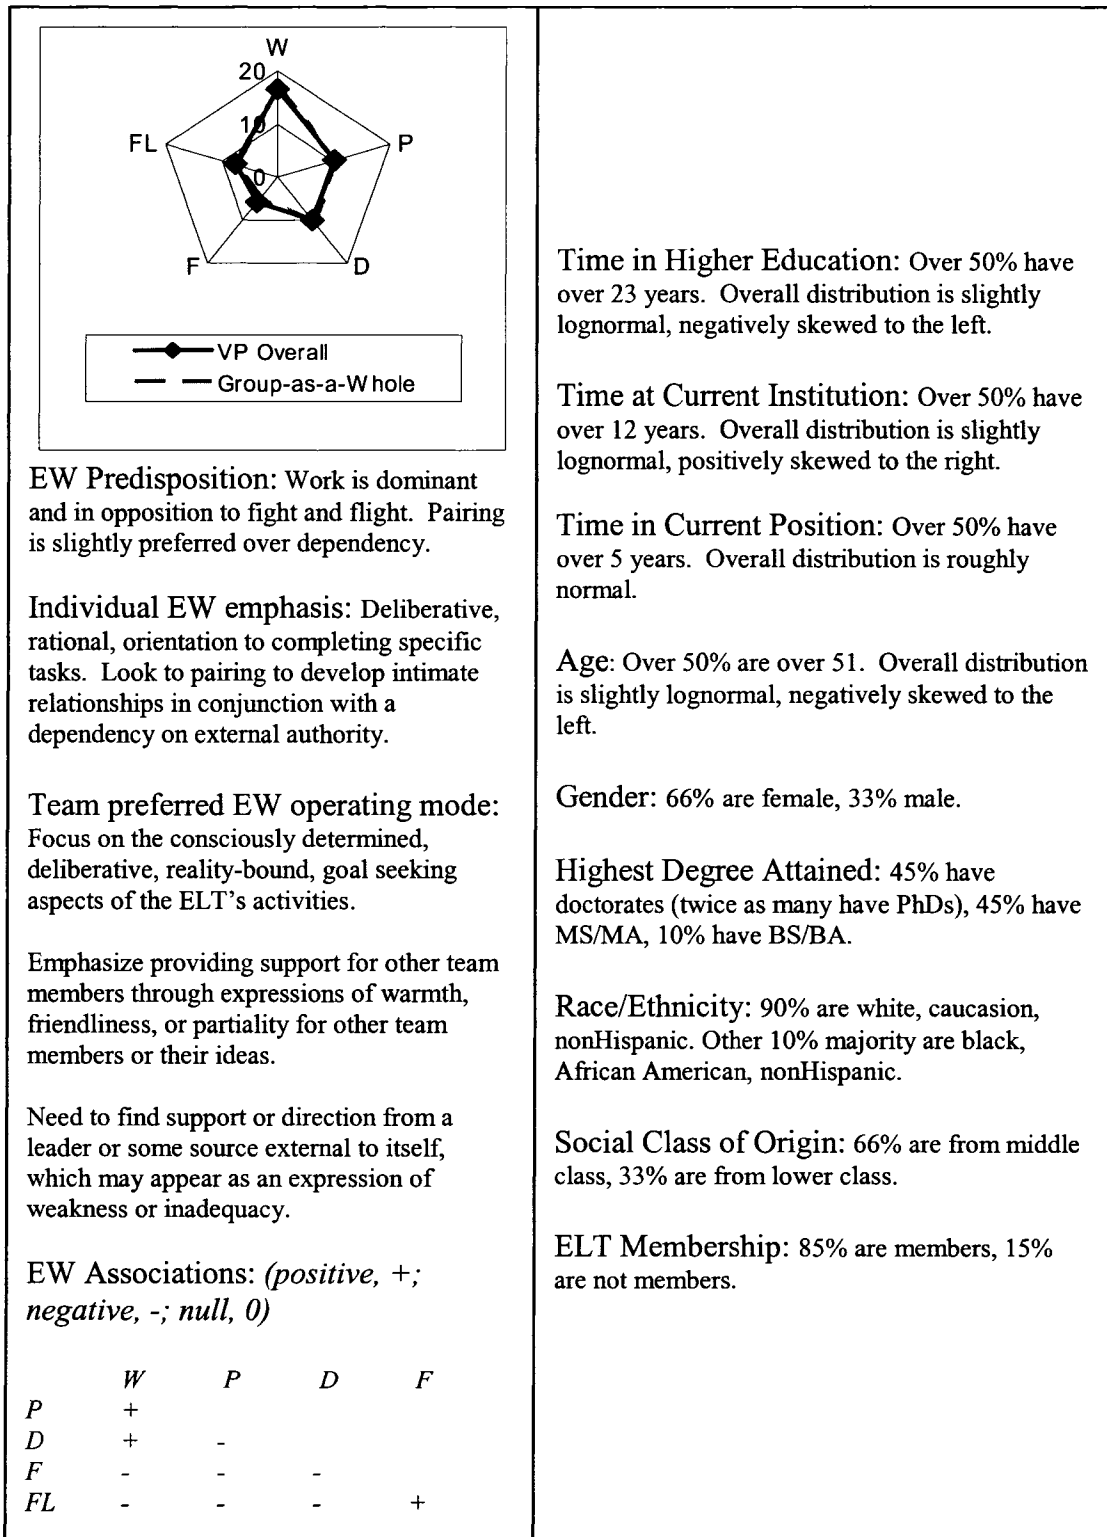 W
20
FL
10
P
0
F
D
VP Overall
Group-as-a-Whole
EW Predisposition: Work is dominant
and in opposition to fight and flight. Pairing
is slightly preferred over dependency.
Individual EW emphasis: Deliberative,
rational, orientation to completing specific
tasks. Look to pairing to develop intimate
relationships in conjunction with a
dependency on external authority.
Team preferred EW operating mode:
Focus on the consciously determined,
deliberative, reality-bound, goal seeking
aspects of the ELT's activities.
Emphasize providing support for other team
members through expressions of warmth,
friendliness, or partiality for other team
members or their ideas.
Need to find support or direction from a
leader or some source external to itself,
which may appear as an expression of
weakness or inadequacy.
EW Associations: (positive, +;
negative, -; null, 0)
W P D F
P +
D + -
F - - -
FL - - - +
Time in Higher Education: Over 50% have
over 23 years. Overall distribution is slightly
lognormal, negatively skewed to the left.
Time at Current Institution: Over 50% have
over 12 years. Overall distribution is slightly
lognormal, positively skewed to the right.
Time in Current Position: Over 50% have
over 5 years. Overall distribution is roughly
normal.
Age: Over 50% are over 51. Overall distribution
is slightly lognormal, negatively skewed to the
left.
Gender: 66% are female, 33% male.
Highest Degree Attained: 45% have
doctorates (twice as many have PhDs), 45% have
MS/MA, 10% have BS/BA.
Race/Ethnicity: 90% are white, caucasion,
nonHispanic. Other 10% majority are black,
African American, nonHispanic.
Social Class of Origin: 66% are from middle
class, 33% are from lower class.
ELT Membership: 85% are members, 15%
are not members.